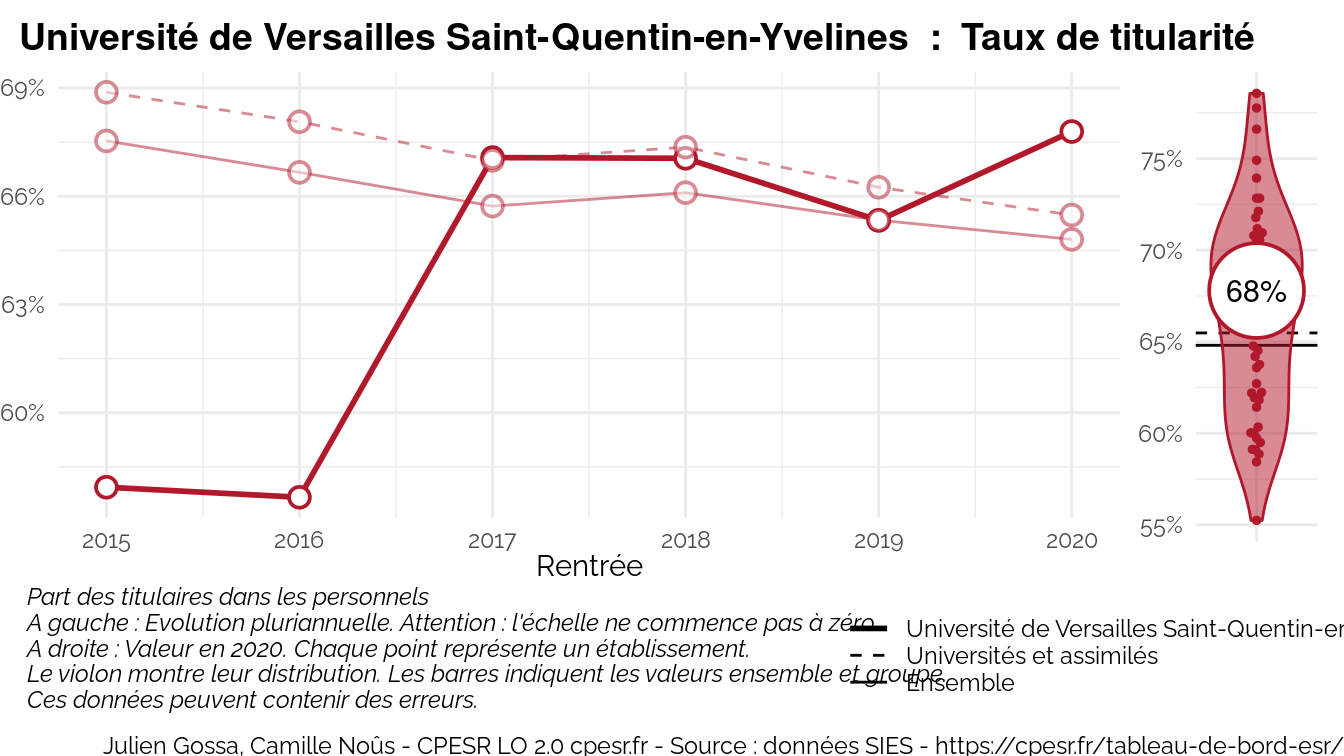 Université de Versailles Saint-Quentin-en-Yvelines : Taux de titularité
69%
66%
63%
60%
2015 2016 2017 2018 2019 2020
Rentrée
75%
70%
65%
60%
55%
68%
Part des titulaires dans les personnels
A gauche : Evolution pluriannuelle. Attention : l'échelle ne commence pas à zéro.
A droite : Valeur en 2020. Chaque point représente un établissement.
Le violon montre leur distribution. Les barres indiquent les valeurs ensemble et groupe.
Ces données peuvent contenir des erreurs.
Université de Versailles Saint-Quentin-en
Universités et assimilés
Ensemble
Julien Gossa, Camille Noûs - CPESR LO 2.0 cpesr.fr - Source : données SIES - https://cpesr.fr/tableau-de-bord-esr/